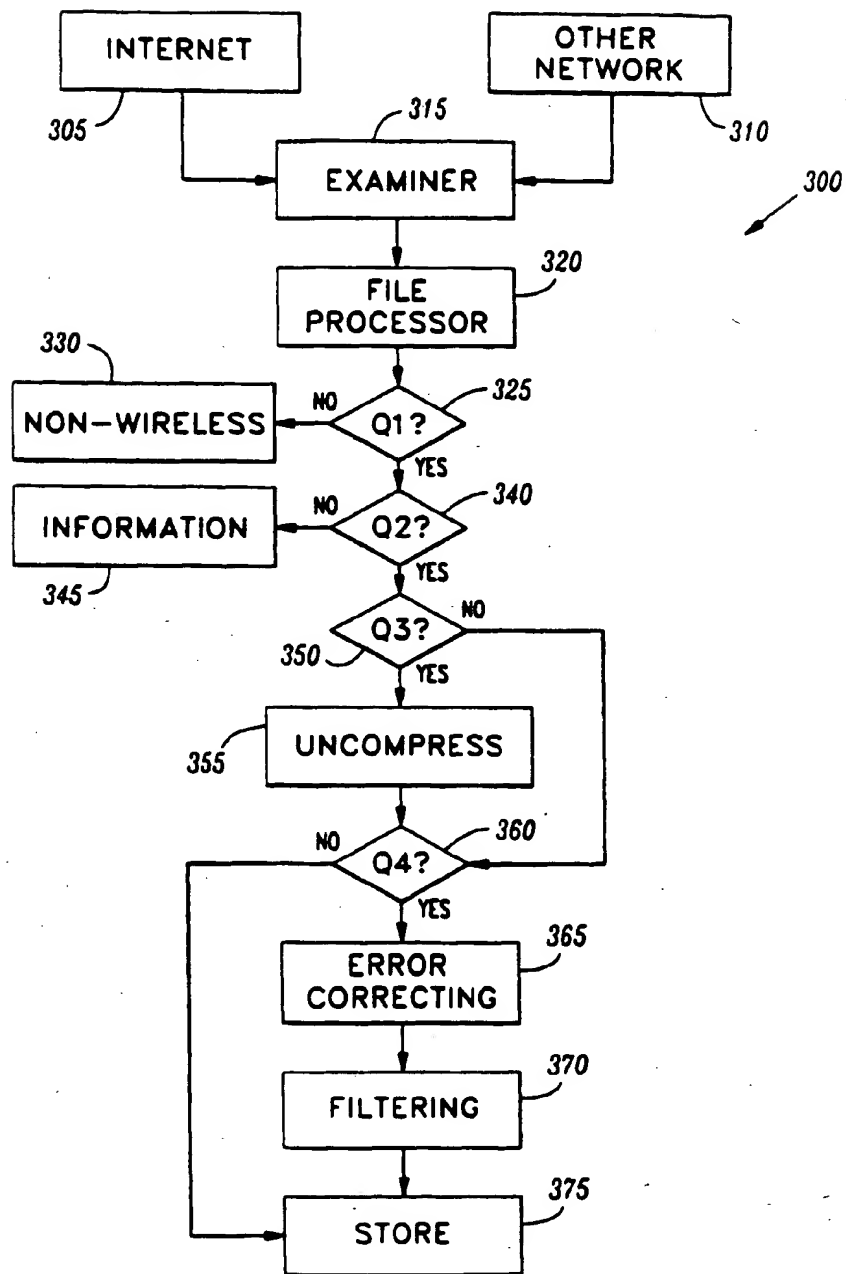 INTERNET
OTHER
NETWORK
305
315
310
EXAMINER
300
320
FILE
PROCESSOR
330
325
NO
NON-WIRELESS
Q1?
YES
340
NO
INFORMATION
Q2?
345
YES
NO
Q3?
350
YES
UNCOMPRESS
355
360
NO
Q4?
YES
365
ERROR
CORRECTING
370
FILTERING
375
STORE